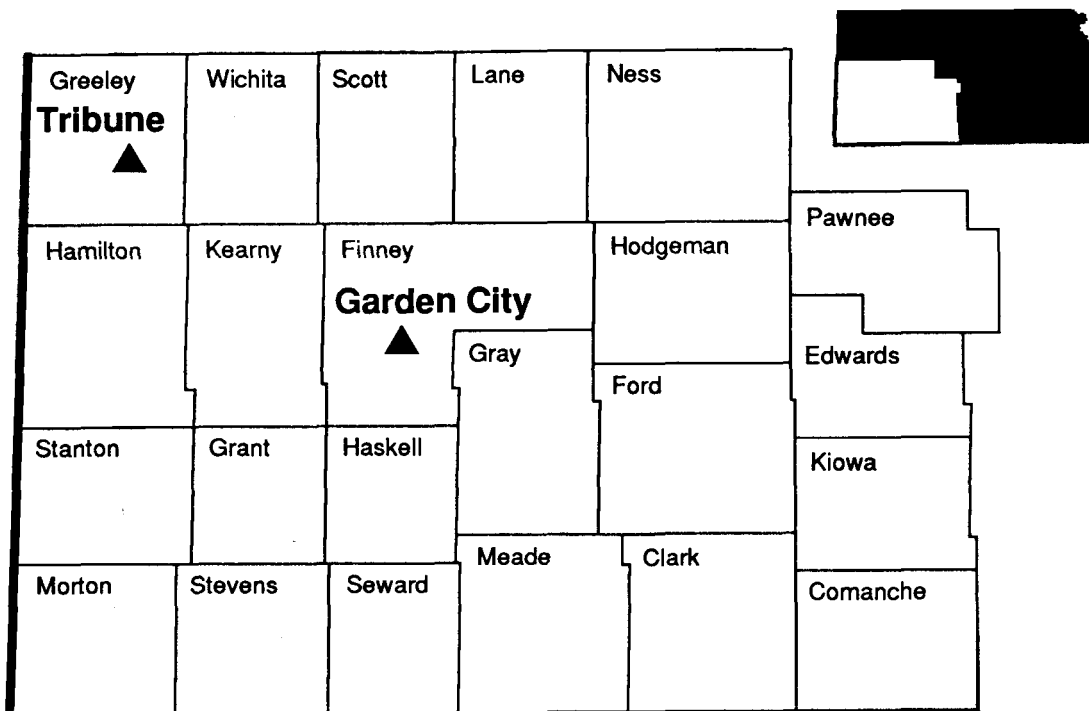 Greeley
Wichita
Scott
Lane
Ness
Tribune
Pawnee
Hamilton
Kearny
Finney
Hodgeman
Garden City
Gray
Edwards
Ford
Stanton
Grant
Haskell
Kiowa
Meade
Clark
Morton
Stevens
Seward
Comanche